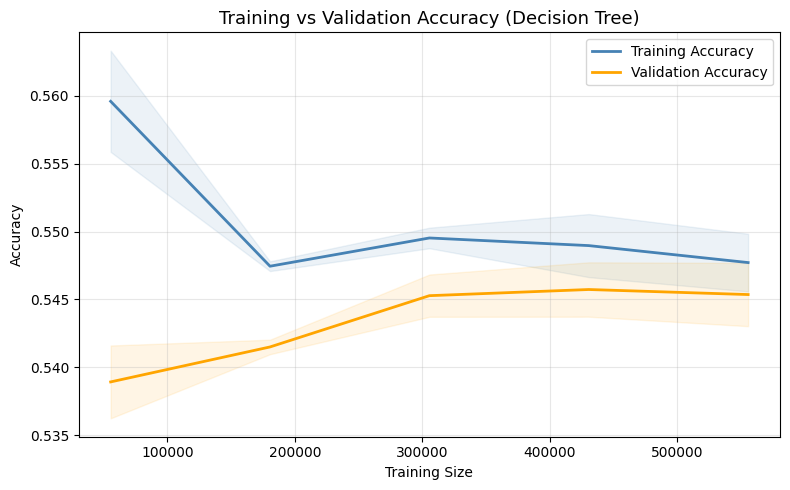 Training vs Validation Accuracy (Decision Tree)
Training Accuracy
Validation Accuracy
Accuracy
0.560
0.555
0.550
0.545
0.540
0.535
100000
200000
300000
400000
500000
Training Size